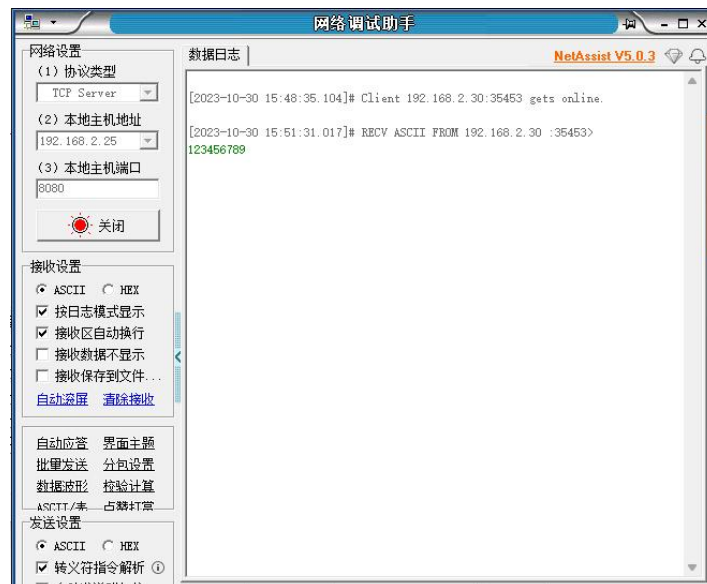 网络调试助手
网络设置
(1) 协议类型
TCP Server
(2) 本地主机地址
192.168.2.25
(3) 本地主机端口
8080
关闭
接收设置
ASCII HEX
按日志模式显示
接收区自动换行
接收数据不显示
接收保存到文件...
自动滚屏 清除接收
自动应答 界面主题
批量发送 分包设置
数据波形 校验计算
点赞打赏
发送设置
ASCII HEX
转义符指令解析
数据日志
NetAssist V5.0.3
[2023-10-30 15:48:35.104]# Client 192.168.2.30:35453 gets online.
[2023-10-30 15:51:31.017]# RECV ASCII FROM 192.168.2.30 :35453>
123456789